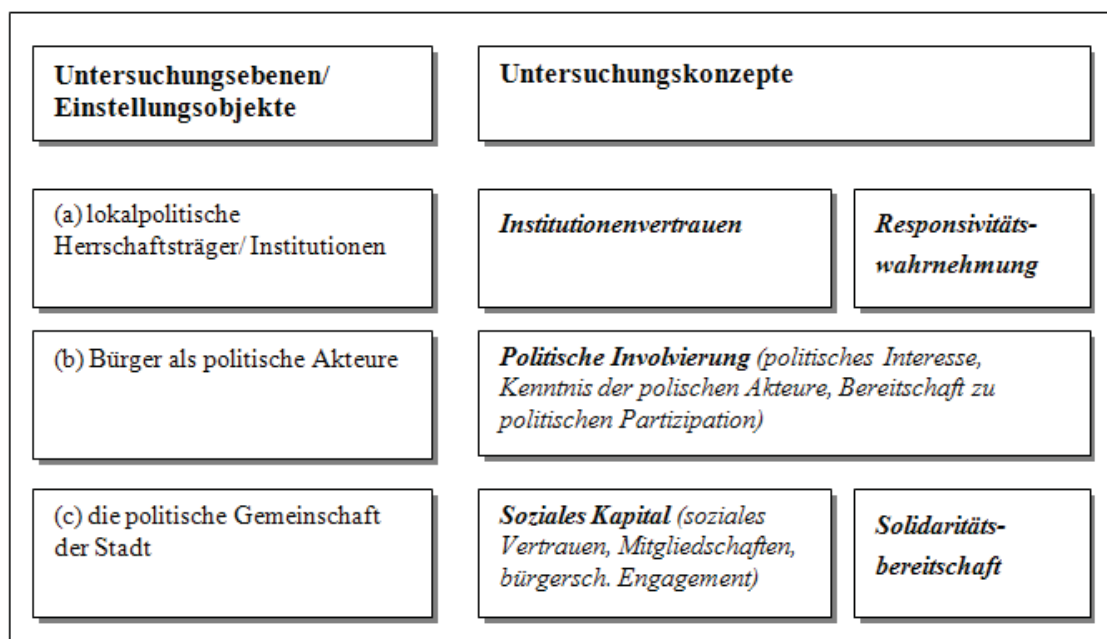 Untersuchungsebenen/
Einstellungsobjekte
Untersuchungskonzepte
(a) lokalpolitische
Herrschaftsträger/ Institutionen
Institutionenvertrauen
Responsivitäts-
wahrnehmung
(b) Bürger als politische Akteure
Politische Involvierung (politisches Interesse,
Kenntnis der polischen Akteure, Bereitschaft zu
politischen Partizipation)
(c) die politische Gemeinschaft
der Stadt
Soziales Kapital (soziales
Vertrauen, Mitgliedschaften,
bürgersch. Engagement)
Solidaritäts-
bereitschaft